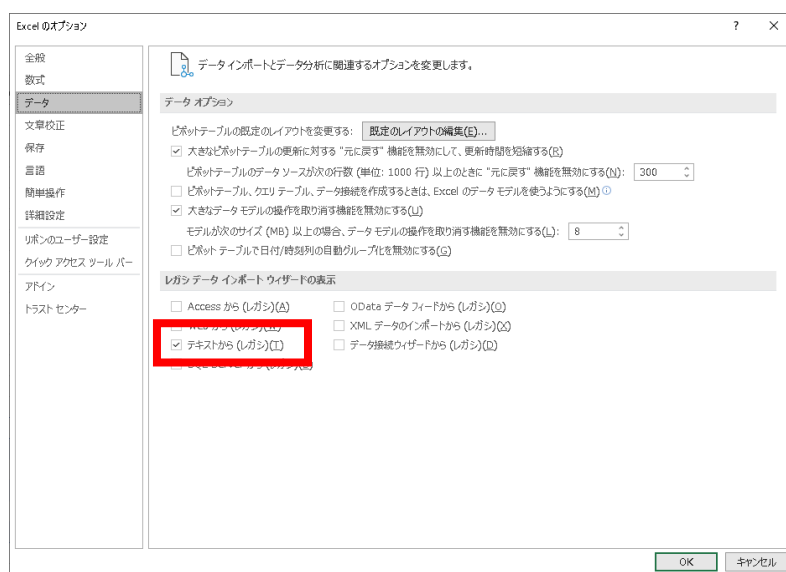 Excel のオプション
? ×
全般
数式
データ
文章校正
保存
言語
簡単操作
詳細設定
リボンのユーザー設定
クイック アクセス ツール バー
アドイン
トラスト センター
データ インポートとデータ分析に関連するオプションを変更します。
データ オプション
ピボットテーブルの既定のレイアウトを変更する: 既定のレイアウトの編集(E)...
大きなピボットテーブルの更新に対する "元に戻す" 機能を無効にして、更新時間を短縮する(R)
ピボットテーブルのデータ ソースが次の行数 (単位: 1000 行) 以上のときに "元に戻す" 機能を無効にする(N): 300
ピボットテーブル、クエリ テーブル、データ接続を作成するときは、Excel のデータ モデルを使うようにする(M)
大きなデータ モデルの操作を取り消す機能を無効にする(U)
モデルが次のサイズ (MB) 以上の場合、データ モデルの操作を取り消す機能を無効にする(L): 8
ピボット テーブルで日付/時刻列の自動グループ化を無効にする(G)
レガシ データ インポート ウィザードの表示
Access から (レガシ)(A) OData データ フィードから (レガシ)(O)
Web から (レガシ)(W) XML データのインポートから (レガシ)(X)
テキストから (レガシ)(T) データ接続ウィザードから (レガシ)(D)
SQL Server から (レガシ)(S)
OK キャンセル